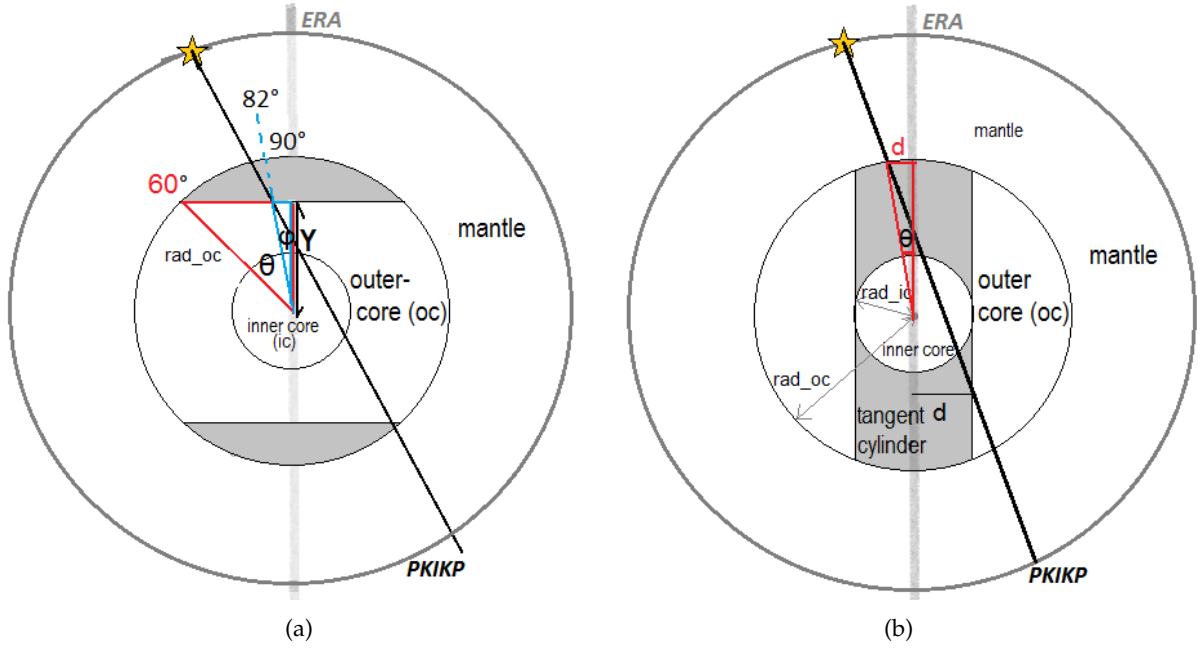 ERA
82°
90°
60°
φ
Y
mantle
rad_oc
θ
outer-
core (oc)
inner core
(ic)
PKIKP
(a)
ERA
mantle
d
θ
mantle
outer
core (oc)
rad_ic
inner core
rad_oc
d
tangent
cylinder
PKIKP
(b)